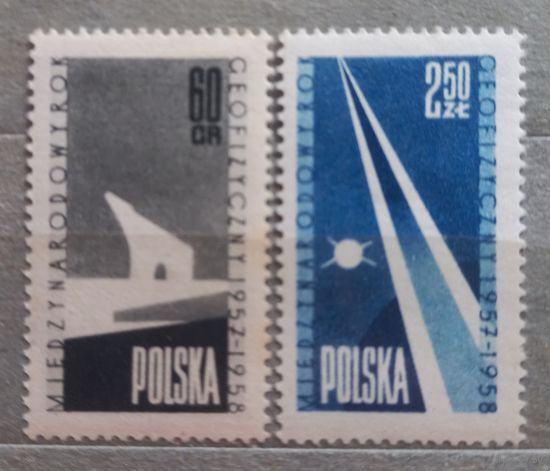 MIĘDZYNARODOWY ROK
GEOFIZYCZNY 1957-1958
60
GR
POLSKA
MIĘDZYNARODOWY ROK
GEOFIZYCZNY 1957-1958
2,50
ZŁ
POLSKA